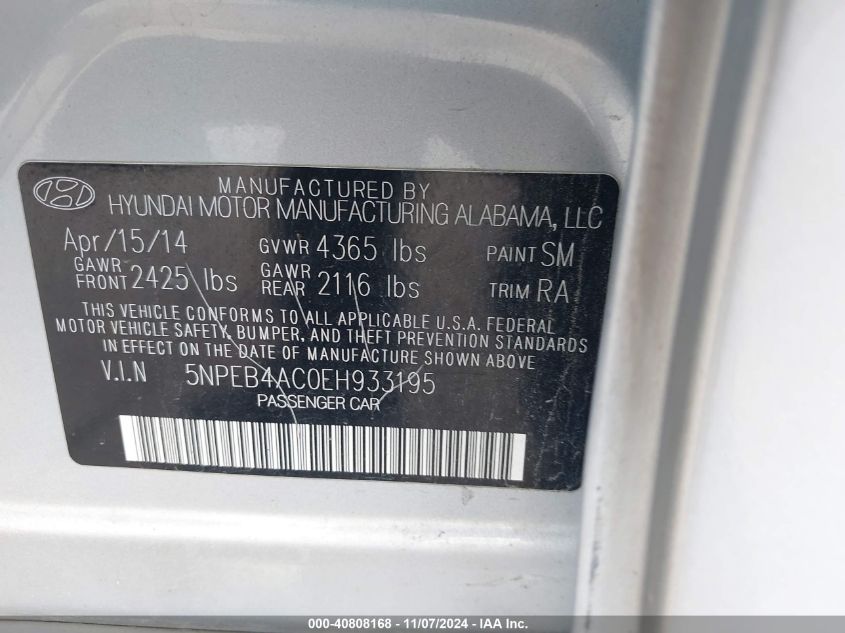 MANUFACTURED BY
HYUNDAI MOTOR MANUFACTURING ALABAMA, LLC
Apr/15/14 GVWR 4365 lbs PAINT SM
GAWR FRONT 2425 lbs GAWR REAR 2116 lbs TRIM RA
THIS VEHICLE CONFORMS TO ALL APPLICABLE U.S.A. FEDERAL
MOTOR VEHICLE SAFETY, BUMPER, AND THEFT PREVENTION STANDARDS
IN EFFECT ON THE DATE OF MANUFACTURE SHOWN ABOVE
V.I.N 5NPEB4AC0EH933195
PASSENGER CAR
000-40808168 - 11/07/2024 - IAA Inc.